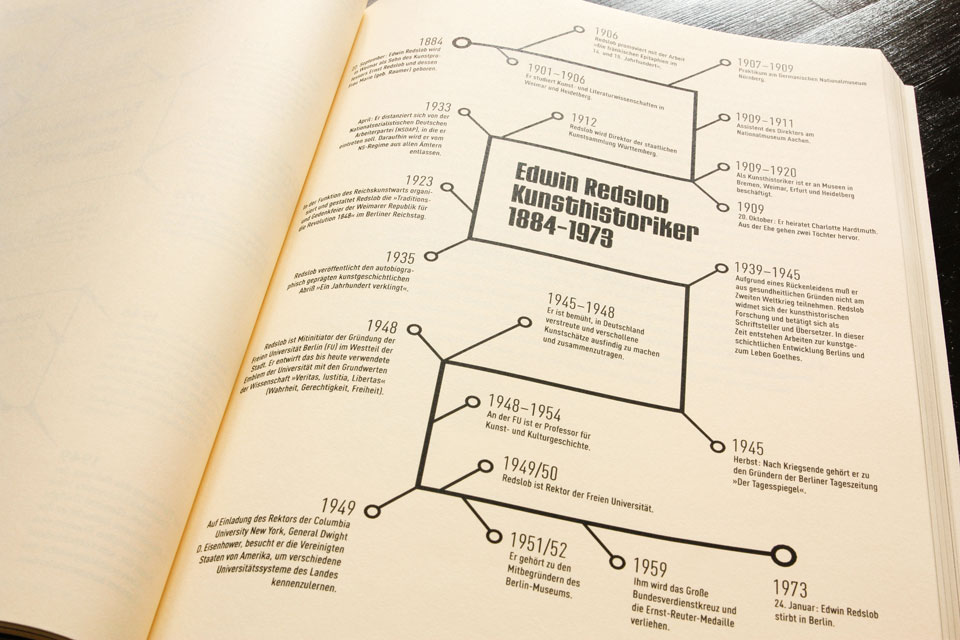 1884
20. September: Edwin Redslob wird
in Weimar als Sohn des Kunstpro-
fessors Ernst Redslob und dessen
Frau Marie (geb. Raumer) geboren.
1906
Redslob promoviert mit der Arbeit
»Die fränkischen Epitaphien im
14. und 15. Jahrhundert«.
1901–1906
Er studiert Kunst- und Literaturwissenschaften in
Weimar und Heidelberg.
1907–1909
Praktikum am Germanischen Nationalmuseum
Nürnberg.
1909–1911
Assistent des Direktors am
Nationalmuseum Aachen.
1909–1920
Als Kunsthistoriker ist er an Museen in
Bremen, Weimar, Erfurt und Heidelberg
beschäftigt.
1909
20. Oktober: Er heiratet Charlotte Hardtmuth.
Aus der Ehe gehen zwei Töchter hervor.
1912
Redslob wird Direktor der staatlichen
Kunstsammlung Württemberg.
1933
April: Er distanziert sich von der
Nationalsozialistischen Deutschen
Arbeiterpartei (NSDAP), in die er
eintreten soll. Daraufhin wird er vom
NS-Regime aus allen Ämtern
entlassen.
1923
In der Funktion des Reichskunstwarts organi-
siert und gestaltet Redslob die »Traditions-
und Gedenkfeier der Weimarer Republik für
die Revolution 1848« im Berliner Reichstag.
Edwin Redslob
Kunsthistoriker
1884-1973
1935
Redslob veröffentlicht den autobiogra-
phisch geprägten kunstgeschichtlichen
Abriß »Ein Jahrhundert verklingt«.
1939–1945
Aufgrund eines Rückenleidens muß er
aus gesundheitlichen Gründen nicht am
Zweiten Weltkrieg teilnehmen. Redslob
widmet sich der kunsthistorischen
Forschung und betätigt sich als
Schriftsteller und Übersetzer. In dieser
Zeit entstehen Arbeiten zur kunstge-
schichtlichen Entwicklung Berlins und
zum Leben Goethes.
1945–1948
Er ist bemüht, in Deutschland
verstreute und verschollene
Kunstschätze ausfindig zu machen
und zusammenzutragen.
1948
Redslob ist Mitinitiator der Gründung der
Freien Universität Berlin (FU) im Westteil der
Stadt. Er entwirft das bis heute verwendete
Emblem der Universität mit den Grundwerten
der Wissenschaft »Veritas, Iustitia, Libertas«
(Wahrheit, Gerechtigkeit, Freiheit).
1945
Herbst: Nach Kriegsende gehört er zu
den Gründern der Berliner Tageszeitung
»Der Tagesspiegel«.
1948–1954
An der FU ist er Professor für
Kunst- und Kulturgeschichte.
1949/50
Redslob ist Rektor der Freien Universität.
1949
Auf Einladung des Rektors der Columbia
University New York, General Dwight
D. Eisenhower, besucht er die Vereinigten
Staaten von Amerika, um verschiedene
Universitätssysteme des Landes
kennenzulernen.
1951/52
Er gehört zu den
Mitbegründern des
Berlin-Museums.
1959
Ihm wird das Große
Bundesverdienstkreuz und
die Ernst-Reuter-Medaille
verliehen.
1973
24. Januar: Edwin Redslob
stirbt in Berlin.